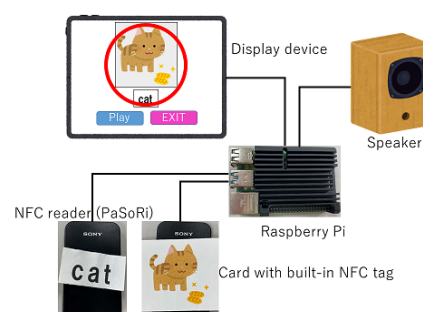 cat
Play
EXIT
Display device
Speaker
Raspberry Pi
NFC reader (PaSoRi)
SONY
cat
SONY
Card with built-in NFC tag